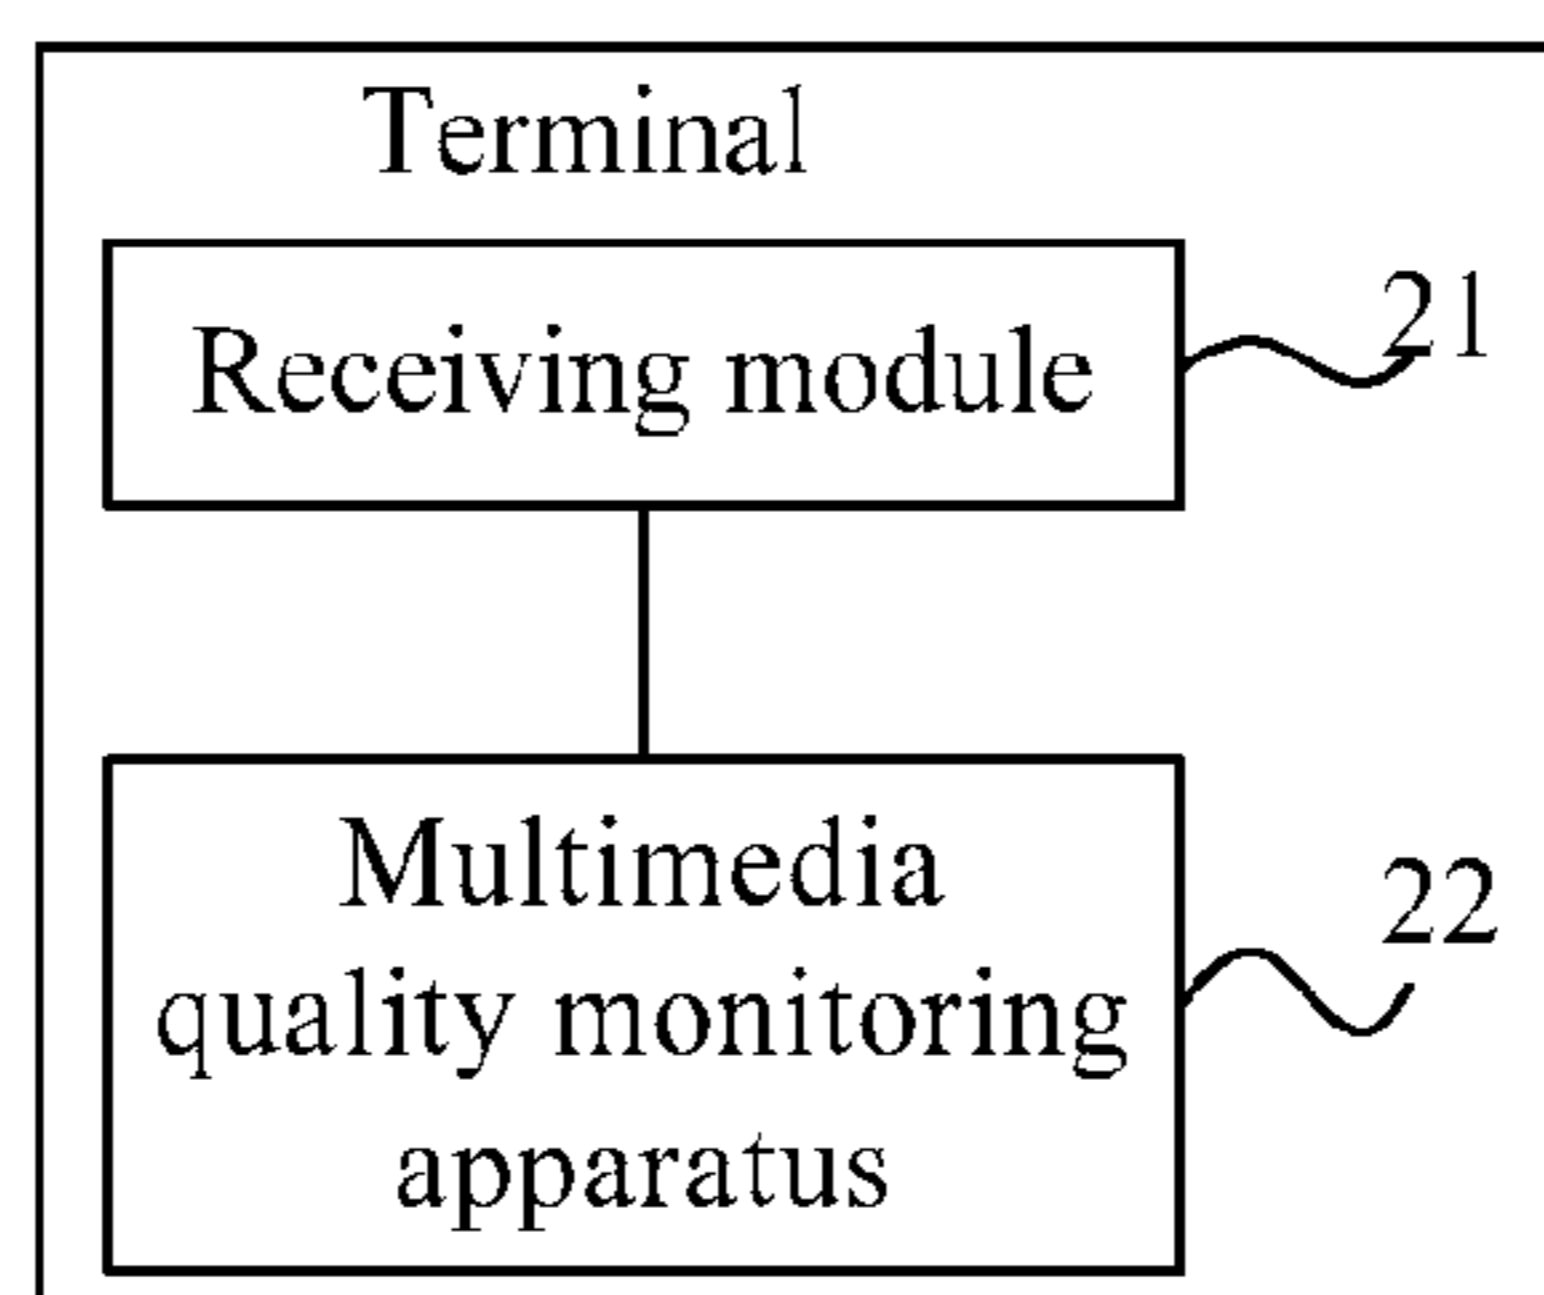 Terminal
Receiving module
21
Multimedia
quality monitoring
apparatus
22